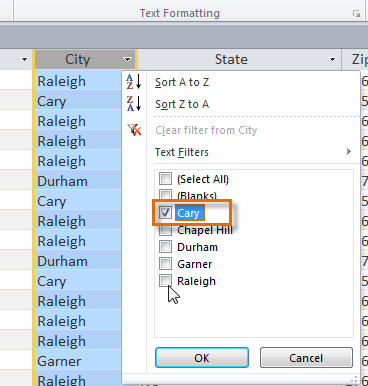 Text Formatting
City State Zip
Raleigh
Cary
Raleigh
Raleigh
Raleigh
Durham
Cary
Raleigh
Raleigh
Durham
Cary
Raleigh
Raleigh
Raleigh
Garner
Raleigh
Sort A to Z
Sort Z to A
Clear filter from City
Text Filters
(Select All)
(Blanks)
Cary
Chapel Hill
Durham
Garner
Raleigh
OK Cancel